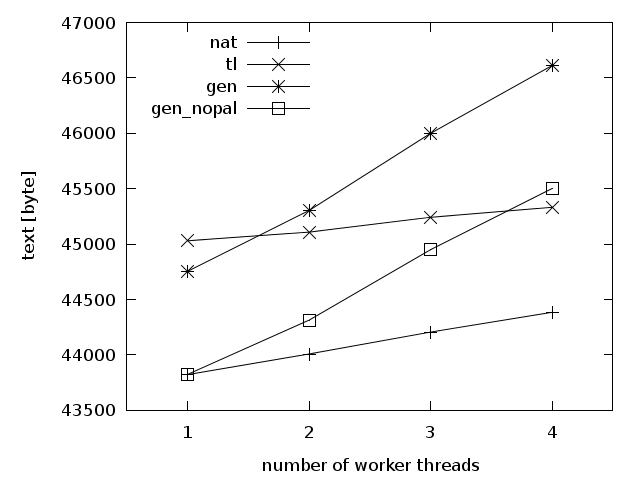 47000
46500
46000
45500
45000
44500
44000
43500
text [byte]
nat
tl
gen
gen_nopal
1 2 3 4
number of worker threads